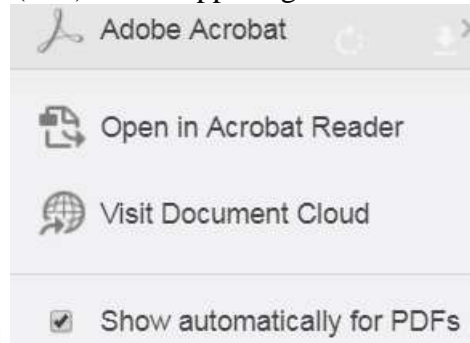 Adobe Acrobat
Open in Acrobat Reader
Visit Document Cloud
Show automatically for PDFs